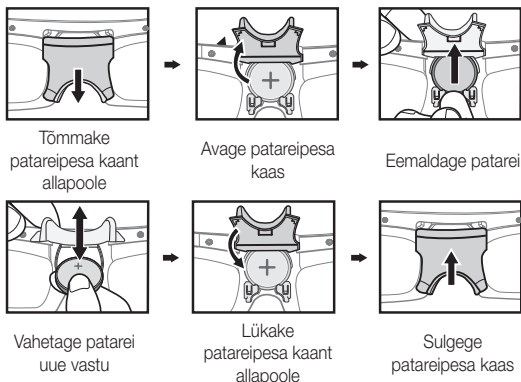 Tõmmake
patareipesa kaant
allapoole
Avage patareipesa
kaas
Eemaldage patarei
Vahetage patarei
uue vastu
Lükake
patareipesa kaant
allapoole
Sulgege
patareipesa kaas